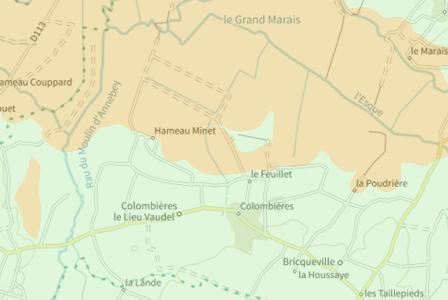 le Grand Marais
D113
le Marais
ameau Couppard
l'Esque
Rau du Moulin d'Annebey
uet
Hameau Minet
le Feuillet
la Poudrière
Colombières
le Lieu Vaudel
Colombières
Bricqueville
la Houssaye
la Lande
les Taillepieds